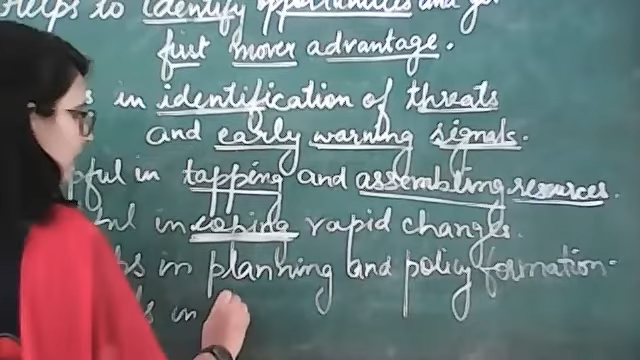 Helps to identify opportunities and get
first mover advantage.
in identification of threats
and early warning signals.
pful in tapping and assembling resources.
in coping rapid changes.
ps in planning and policy formation.
in